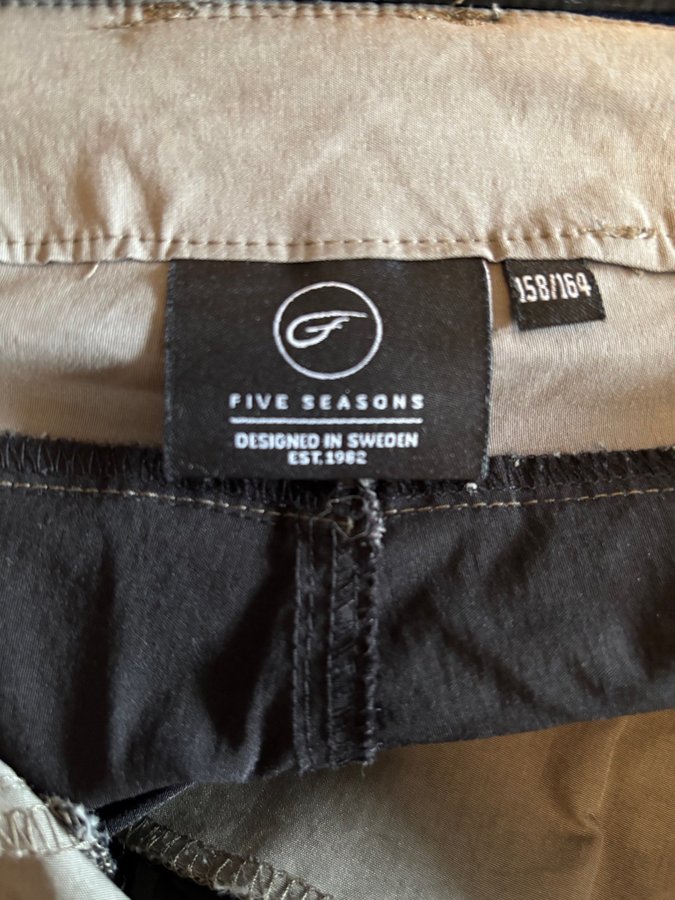 FIVE SEASONS
DESIGNED IN SWEDEN
EST. 1982
158/164